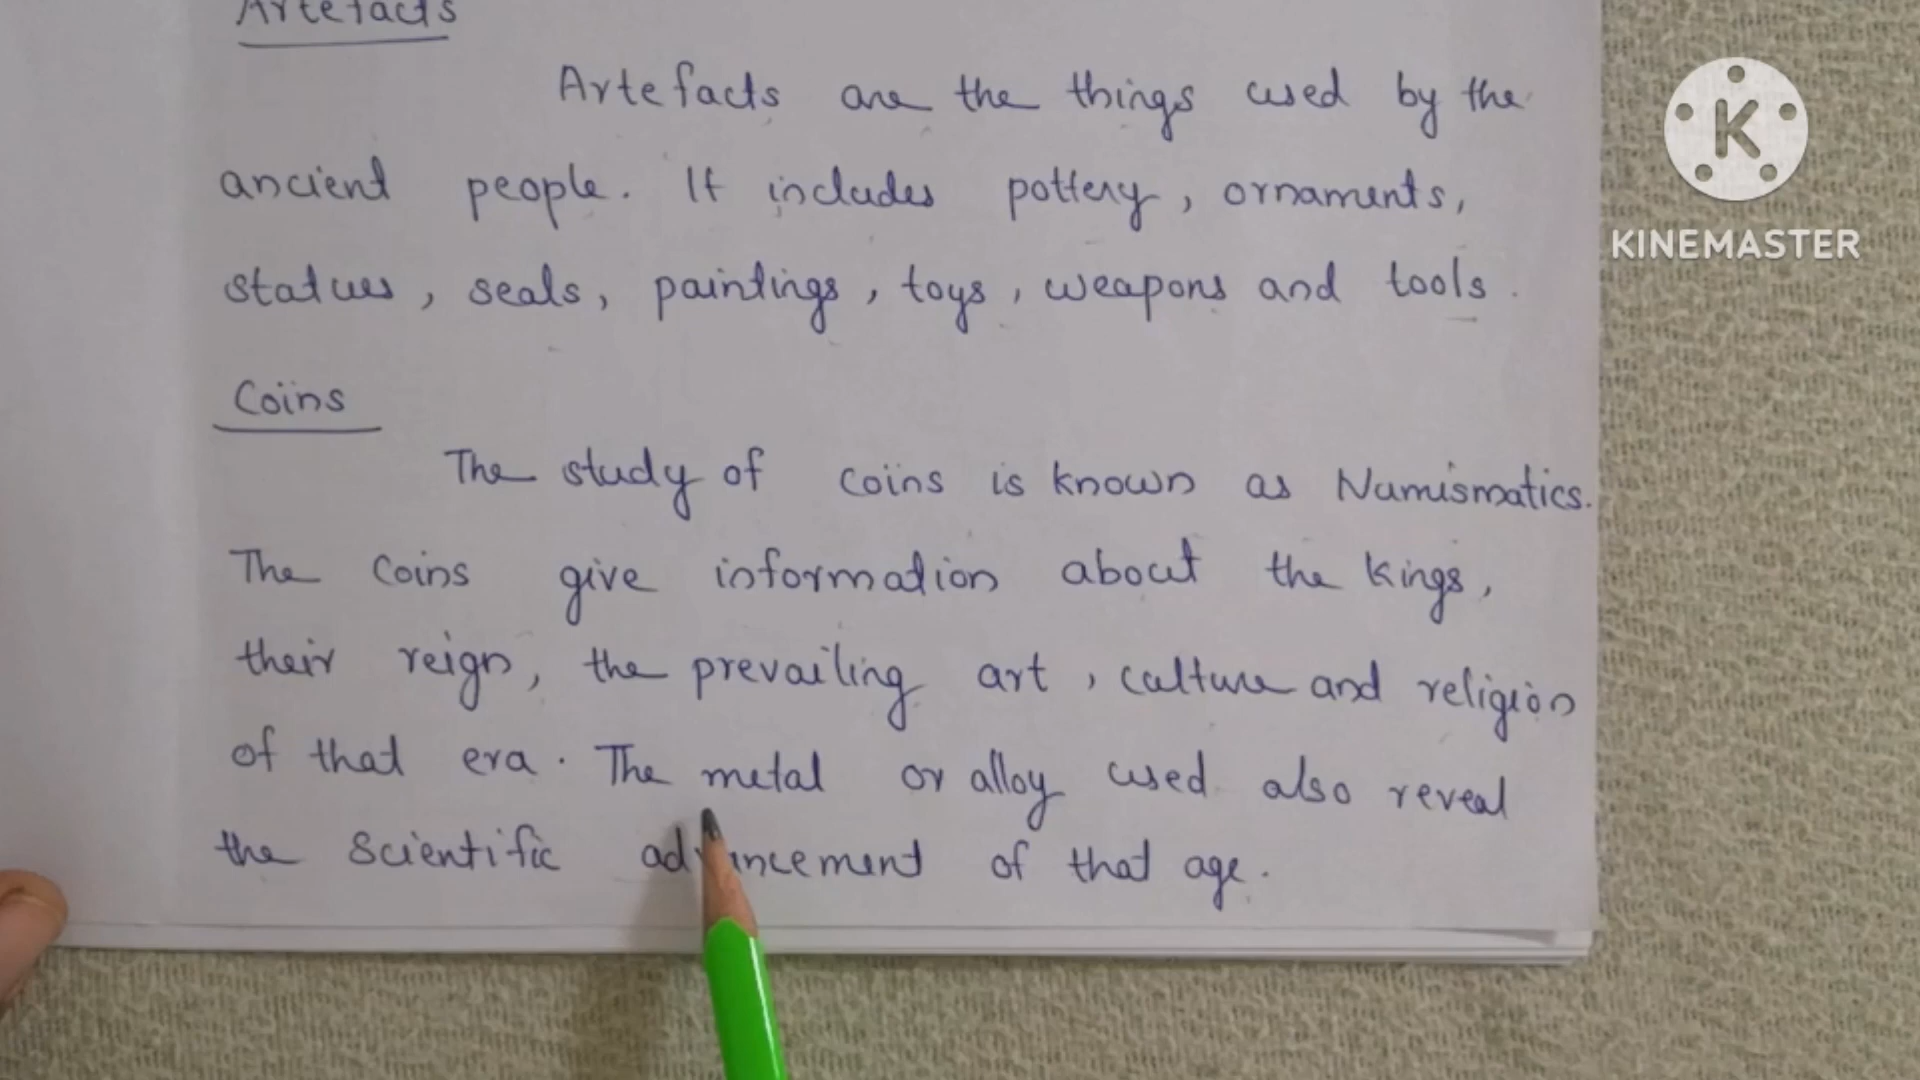 Artefacts
Artefacts are the things used by the
ancient people. It includes pottery, ornaments,
statues, seals, paintings, toys, weapons and tools.
Coins
The study of coins is known as Numismatics.
The coins give information about the kings,
their reign, the prevailing art, culture and religion
of that era. The metal or alloy used also reveal
the scientific advancement of that age.
K
KINEMASTER